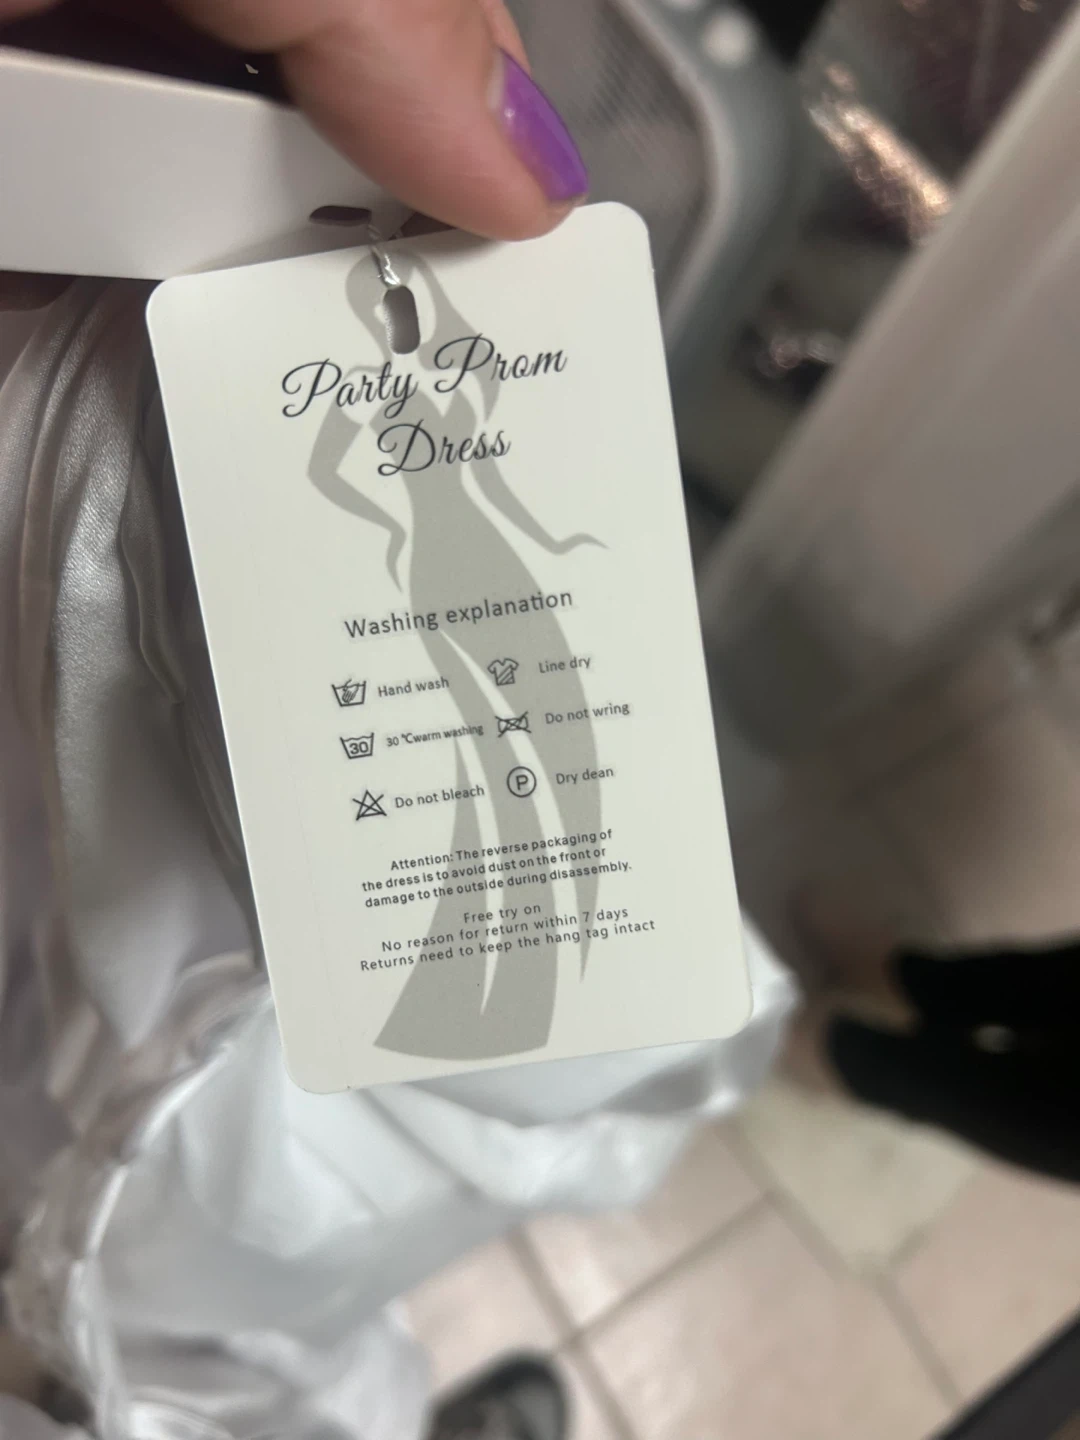 Party Prom
Dress
Washing explanation
Hand wash
Line dry
30
30℃warm washing
Do not wring
Do not bleach
P
Dry dean
Attention: The reverse packaging of
the dress is to avoid dust on the front or
damage to the outside during disassembly.
Free try on
No reason for return within 7 days
Returns need to keep the hang tag intact